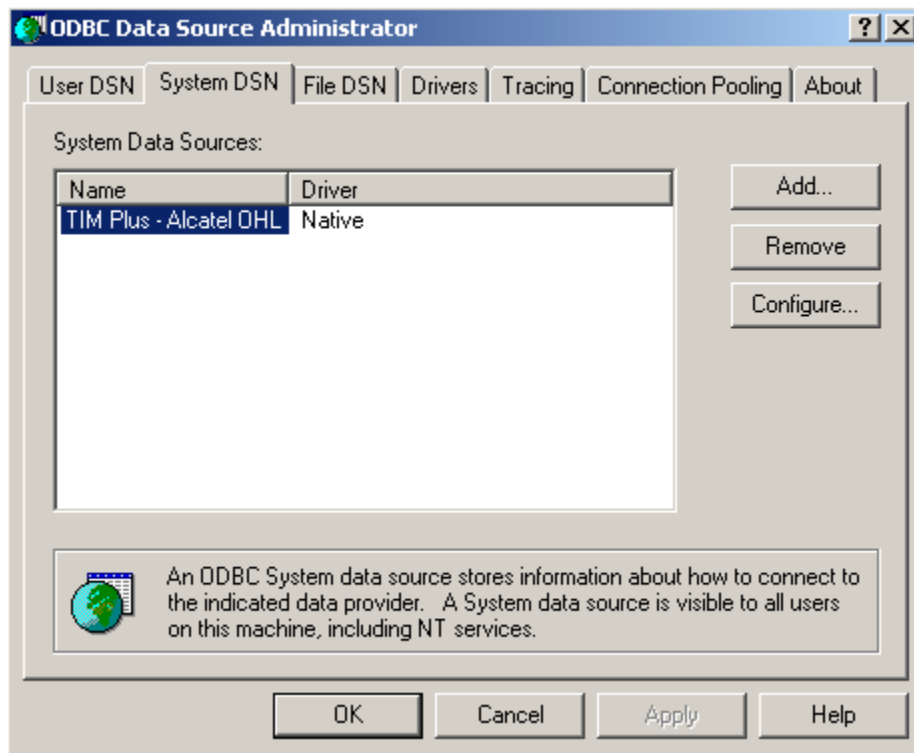 ODBC Data Source Administrator
User DSN System DSN File DSN Drivers Tracing Connection Pooling About
System Data Sources:
Name Driver
TIM Plus - Alcatel OHL Native
Add...
Remove
Configure...
An ODBC System data source stores information about how to connect to
the indicated data provider. A System data source is visible to all users
on this machine, including NT services.
OK Cancel Apply Help